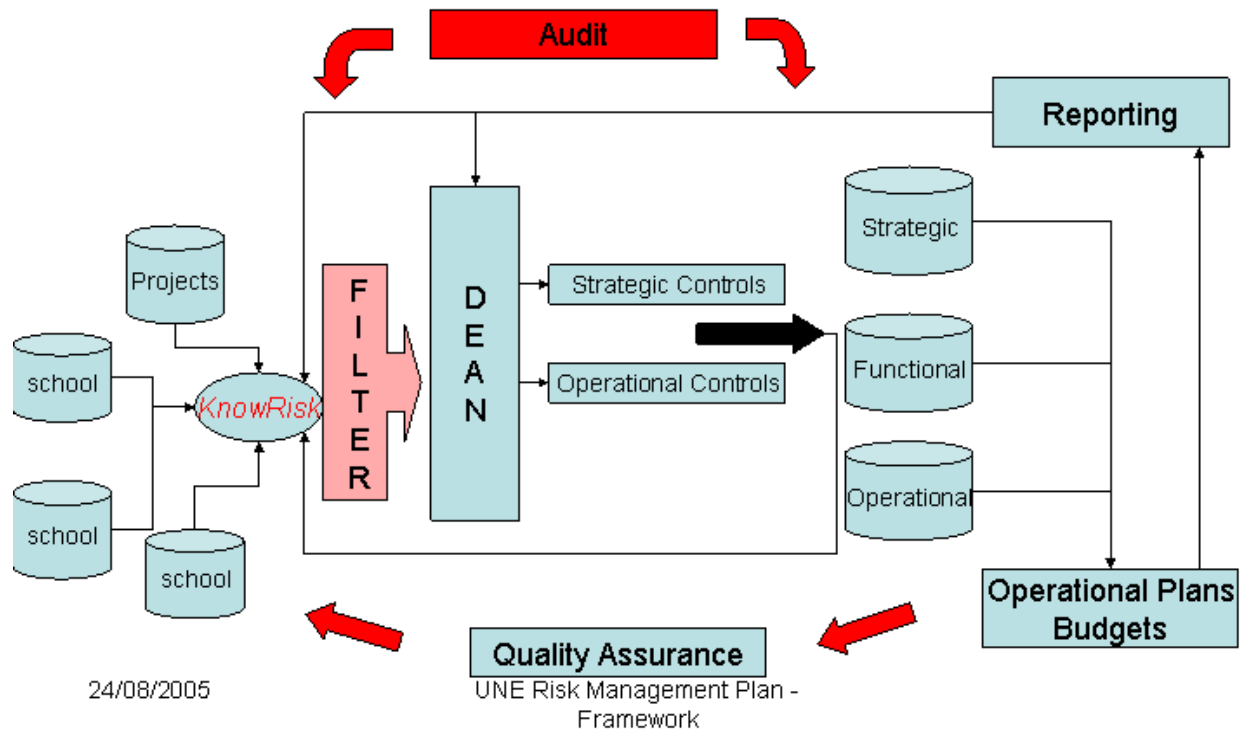 Audit
Reporting
Strategic
Projects
F
I
L
T
E
R
D
E
A
N
Strategic Controls
school
KnowRisk
Operational Controls
Functional
school
school
Operational
Operational Plans
Budgets
Quality Assurance
24/08/2005
UNE Risk Management Plan -
Framework